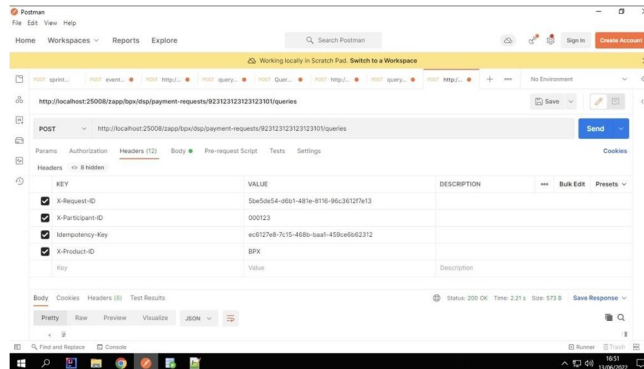 Postman
File Edit View Help
Home Workspaces Reports Explore Search Postman Sign In Create Account
Working locally in Scratch Pad. Switch to a Workspace
POST sprint... POST event... POST http:/... POST query... POST Quer... POST http:/... POST query... POST http:/... No Environment
http://localhost:25008/zapp/bpx/dsp/payment-requests/923123123123123101/queries Save
POST http://localhost:25008/zapp/bpx/dsp/payment-requests/923123123123123101/queries Send
Params Authorization Headers (12) Body Pre-request Script Tests Settings Cookies
Headers 8 hidden
KEY VALUE DESCRIPTION Bulk Edit Presets
X-Request-ID 5be5de54-d6b1-481e-8116-96c3612f7e13
X-Participant-ID 000123
Idempotency-Key ec6127e8-7c15-468b-baa1-459ce6b62312
X-Product-ID BPX
Key Value Description
Body Cookies Headers (8) Test Results Status: 200 OK Time: 2.21 s Size: 573 B Save Response
Pretty Raw Preview Visualize JSON
Find and Replace Console Runner Trash
16:51
13/06/2022